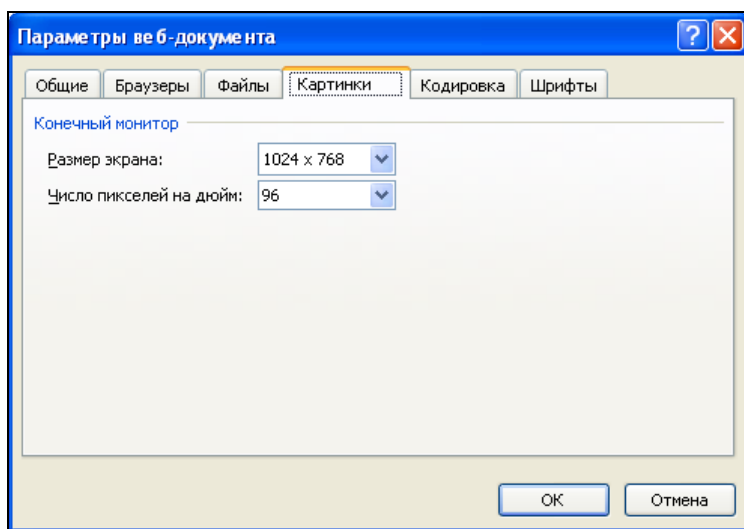 Параметры веб-документа
?
Общие Браузеры Файлы Картинки Кодировка Шрифты
Конечный монитор
Размер экрана: 1024 x 768
Число пикселей на дюйм: 96
ОК Отмена